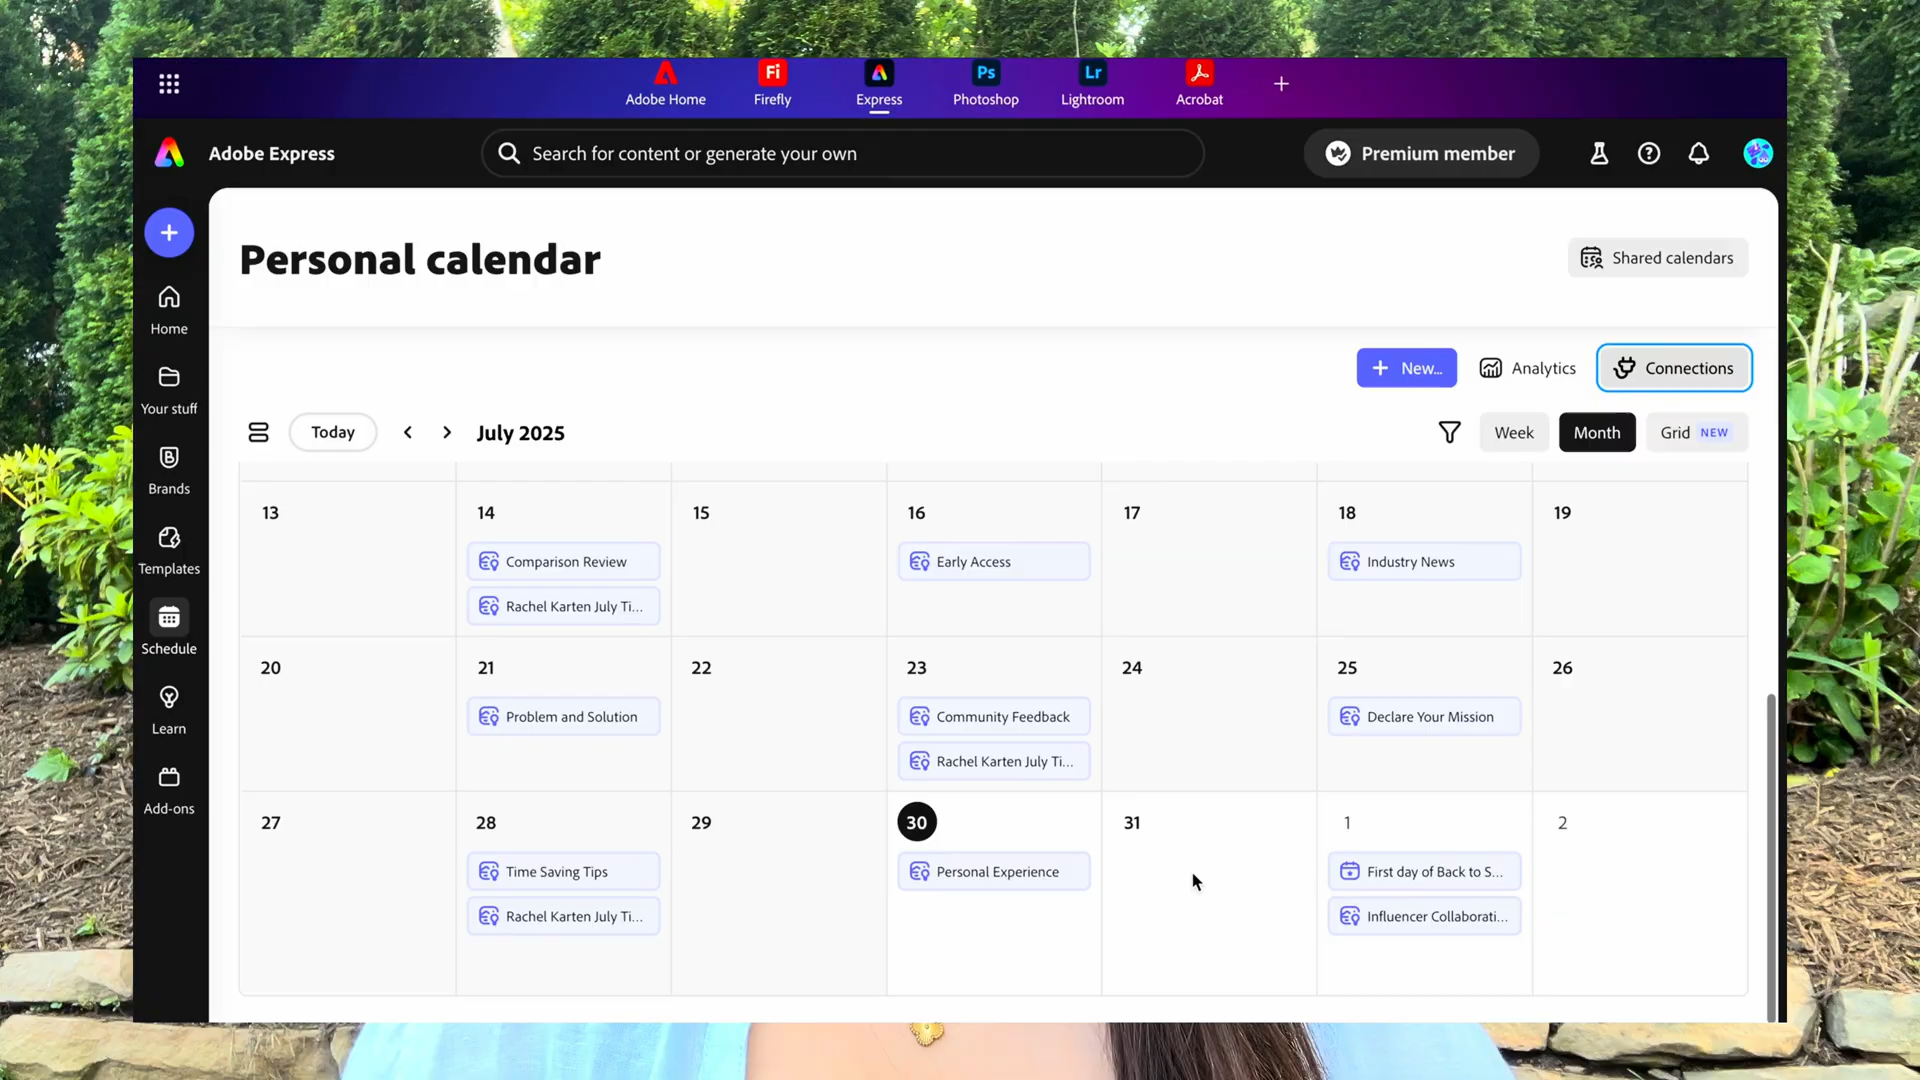 Adobe Home
Fi
Firefly
Express
Ps
Photoshop
Lr
Lightroom
Acrobat
Adobe Express
Search for content or generate your own
Premium member
Home
Your stuff
B
Brands
Templates
Schedule
Learn
Add-ons
Personal calendar
Shared calendars
New...
Analytics
Connections
Today
July 2025
Week
Month
Grid NEW
13 14 15 16 17 18 19
Comparison Review
Early Access
Industry News
Rachel Karten July Ti...
20 21 22 23 24 25 26
Problem and Solution
Community Feedback
Declare Your Mission
Rachel Karten July Ti...
27 28 29 30 31 1 2
Time Saving Tips
Personal Experience
First day of Back to S...
Rachel Karten July Ti...
Influencer Collaborati...